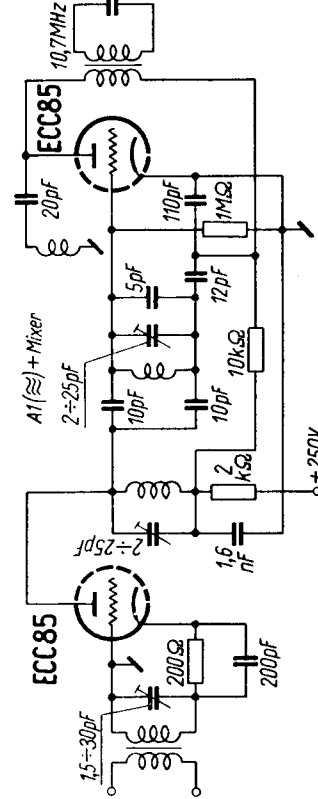 ECC85
1,5÷30pF
200Ω
200pF
2÷25pF
1,6
nF
2
kΩ
+250V
A1(≈)+Mixer
2÷25pF
10pF
10pF
5pF
12pF
10kΩ
20pF
ECC85
110pF
1MΩ
10,7MHz